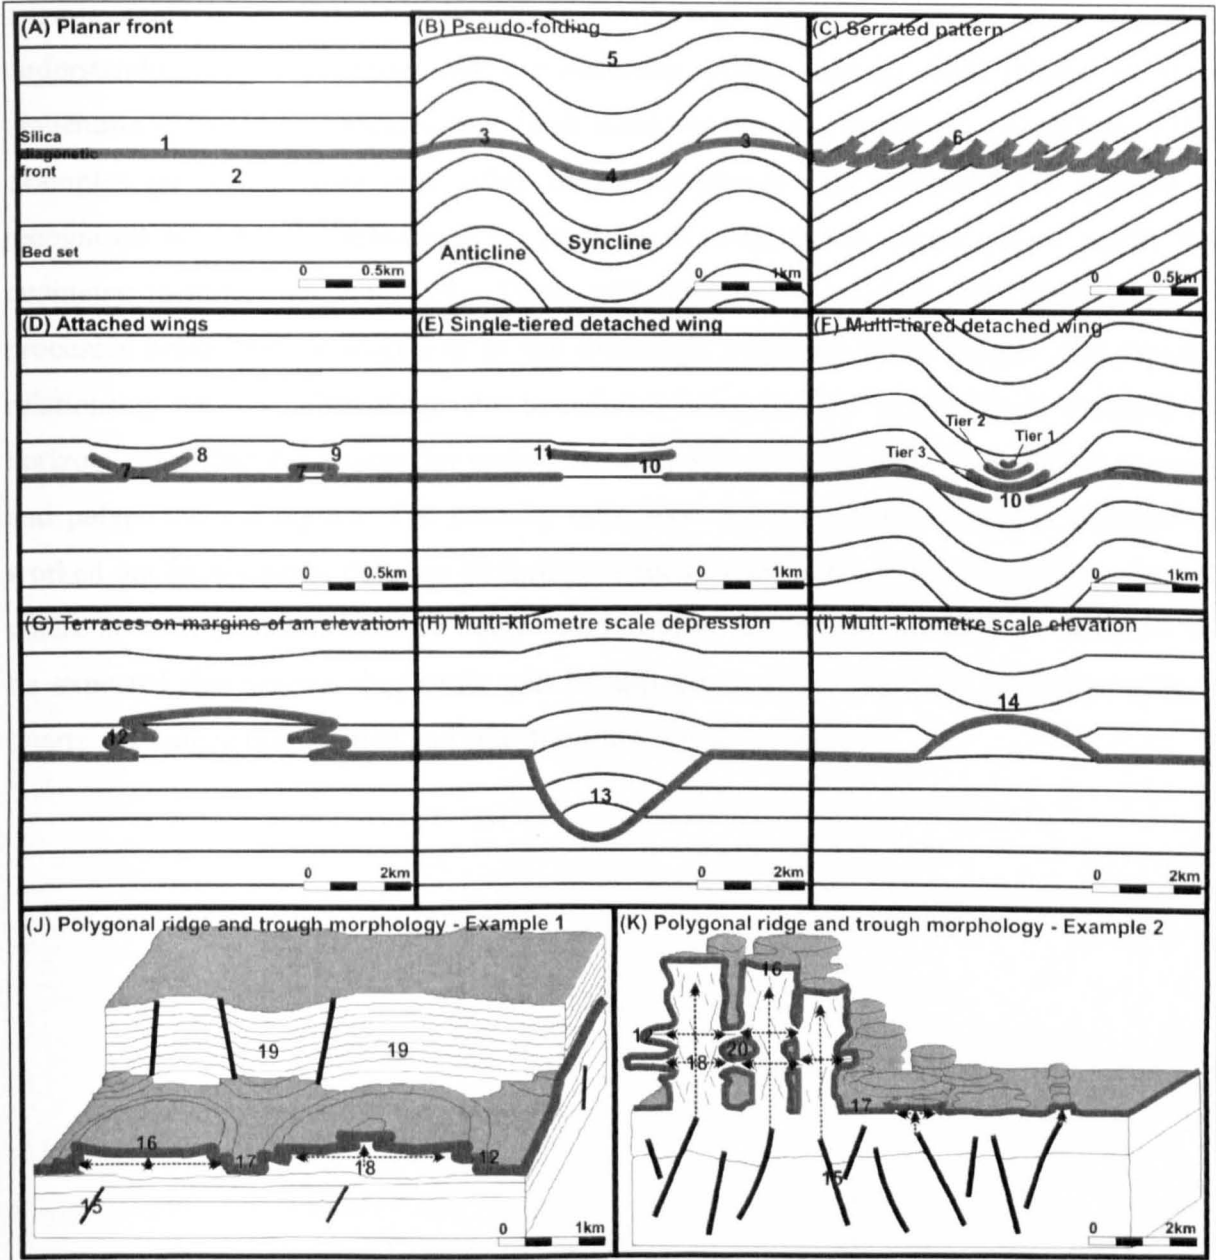 (A) Planar front
1
Silica
diagonetic
front
2
Bed set
0 0.5km
(B) Pseudo-folding
5
3 3
4
Anticline Syncline
0 1km
(C) Serrated pattern
6
0 0.5km
(D) Attached wings
7 8 7 9
0 0.5km
(E) Single-tiered detached wing
11 10
0 1km
(F) Multi-tiered detached wing
Tier 2
Tier 1
Tier 3
10
0 1km
(G) Terraces on margins of an elevation
12
0 2km
(H) Multi-kilometre scale depression
13
0 2km
(I) Multi-kilometre scale elevation
14
0 2km
(J) Polygonal ridge and trough morphology - Example 1
19 19
16
17 18 12
15
0 1km
(K) Polygonal ridge and trough morphology - Example 2
16
12
20
18
17
15
0 2km